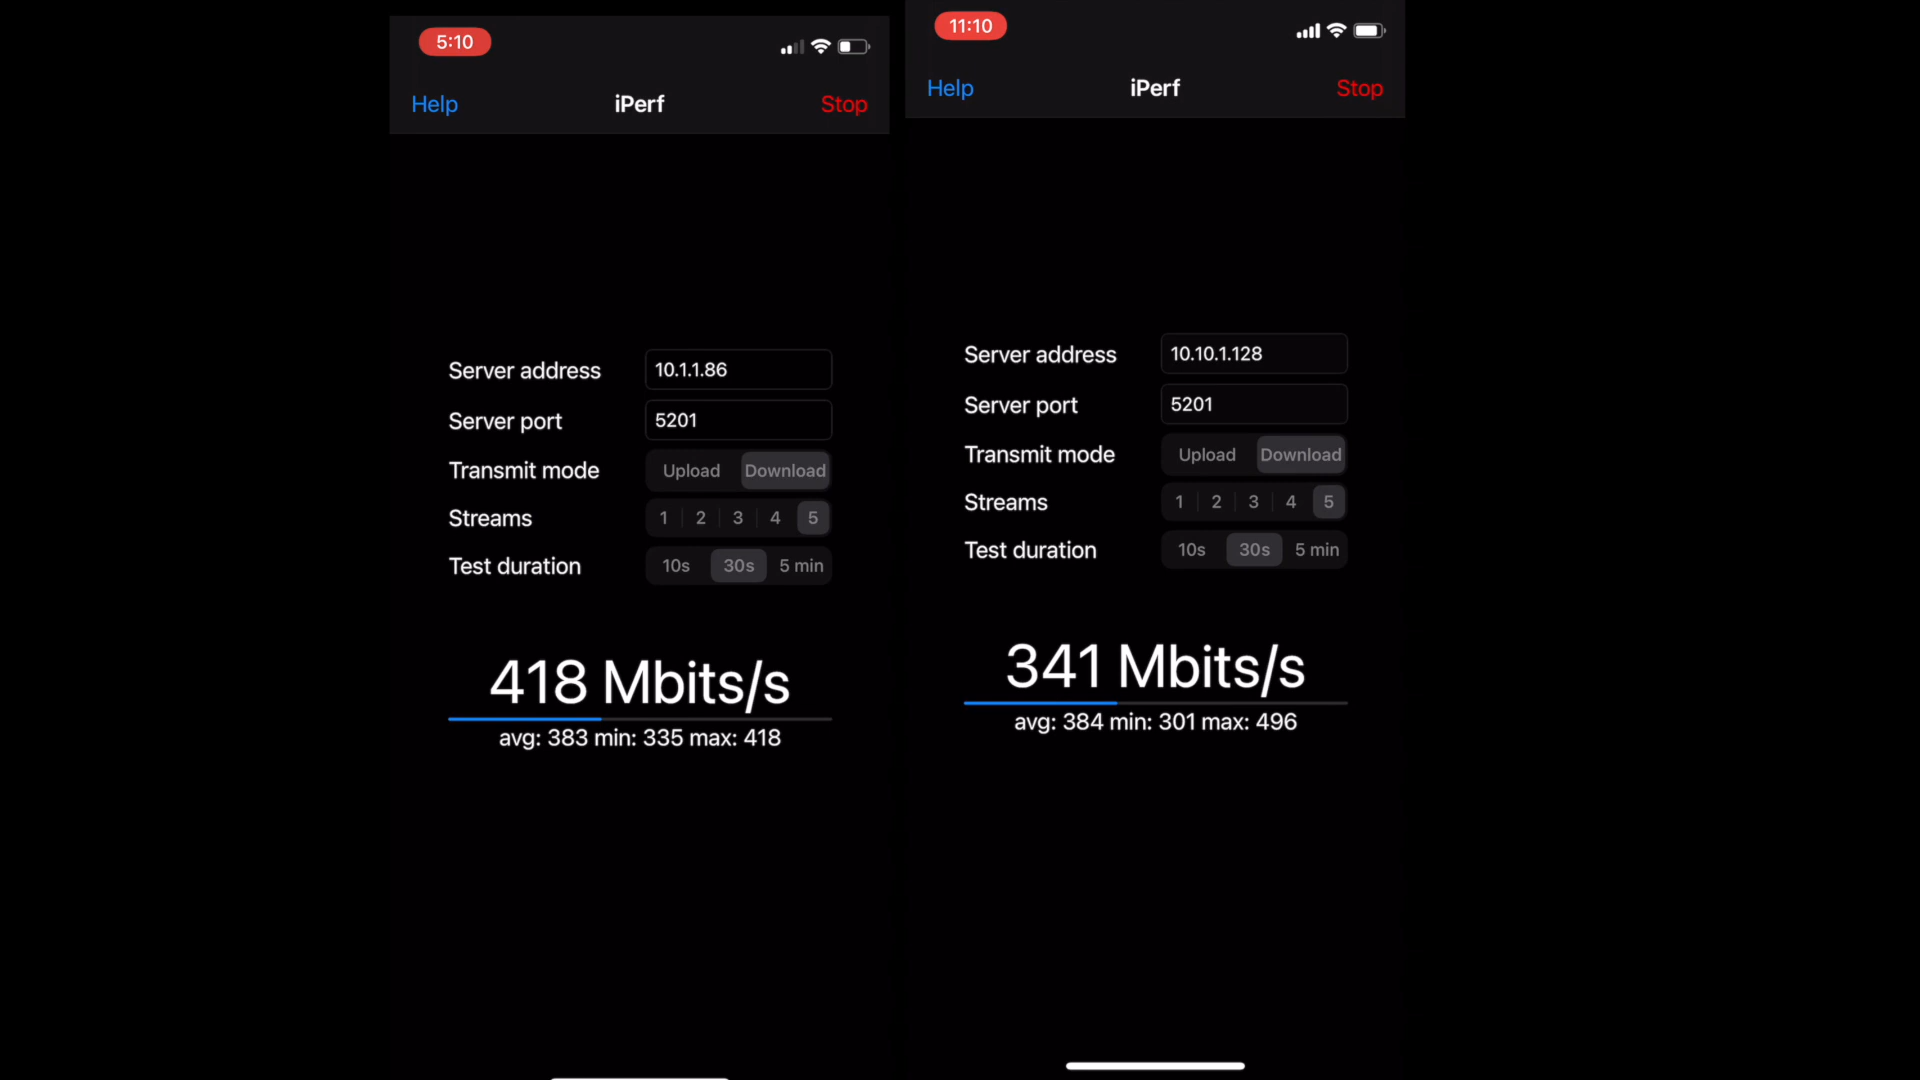 5:10
Help iPerf Stop
Server address 10.1.1.86
Server port 5201
Transmit mode Upload Download
Streams 1 2 3 4 5
Test duration 10s 30s 5 min
418 Mbits/s
avg: 383 min: 335 max: 418
11:10
Help iPerf Stop
Server address 10.10.1.128
Server port 5201
Transmit mode Upload Download
Streams 1 2 3 4 5
Test duration 10s 30s 5 min
341 Mbits/s
avg: 384 min: 301 max: 496